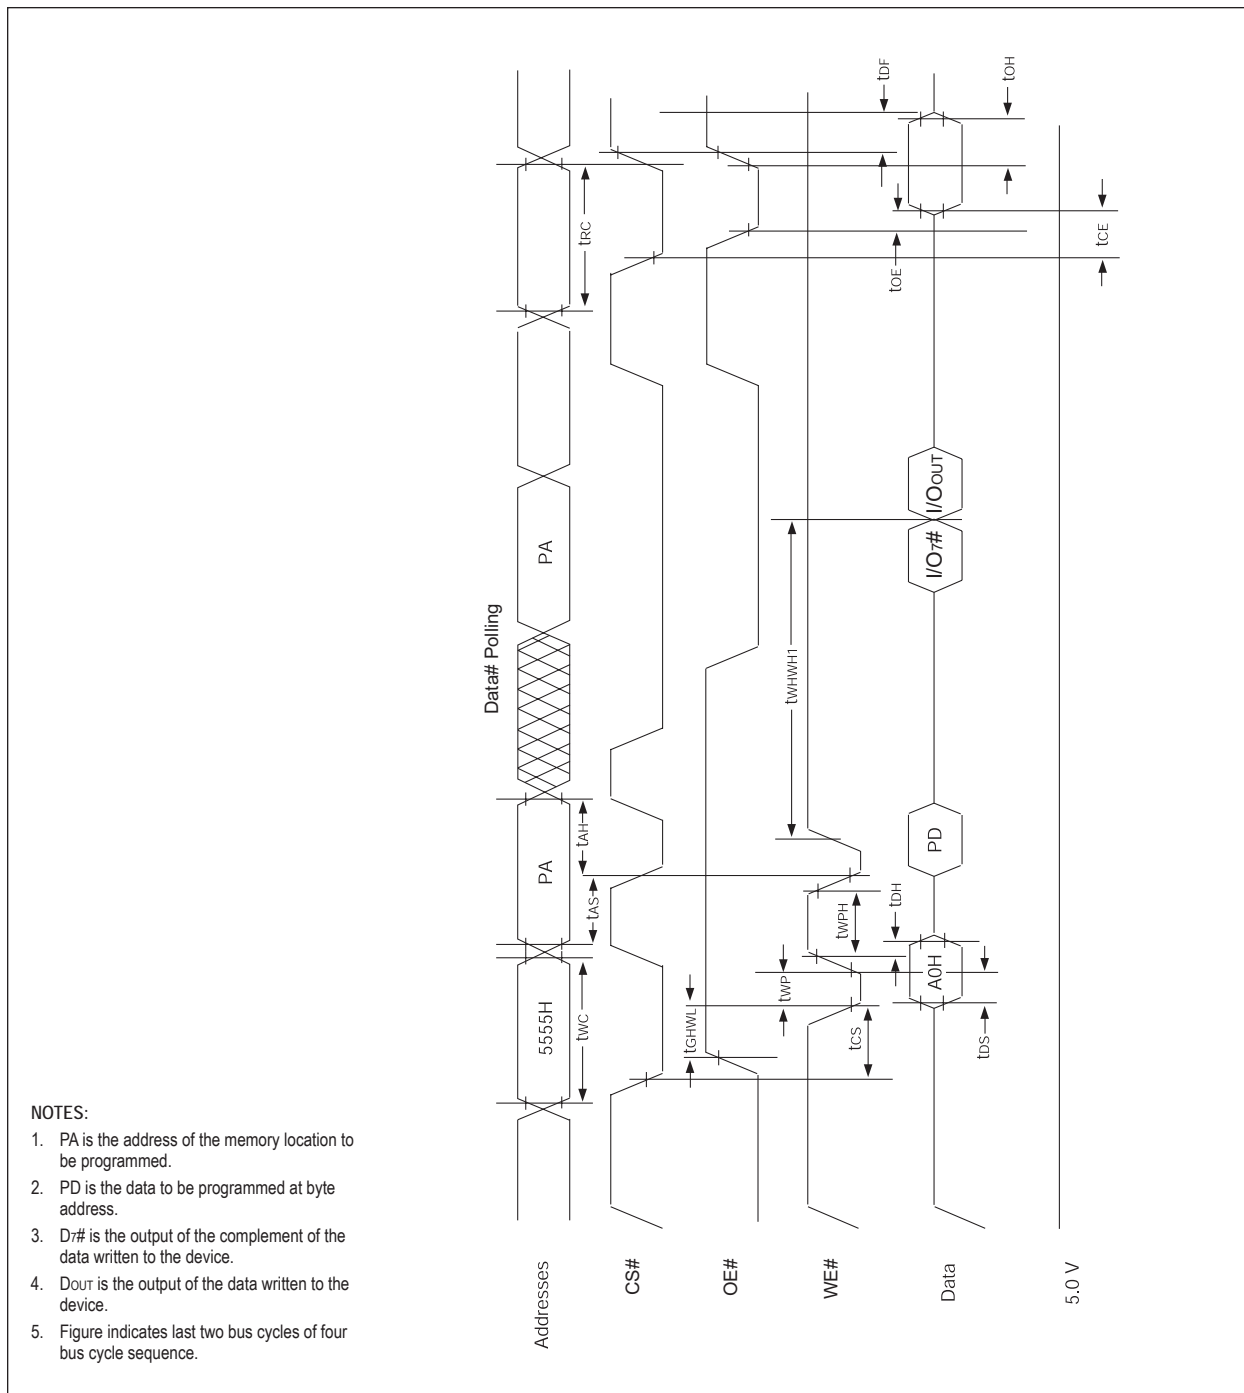 Data# Polling
Addresses
5555H
PA
PA
tWC
tAS
tAH
tRC
CS#
OE#
tGHWL
WE#
tCS
tWP
tWPH
tWHWH1
tDH
tDS
tDF
tOE
tOH
tCE
Data
A0H
PD
I/O7#
I/OOUT
5.0 V
NOTES:
1. PA is the address of the memory location to
be programmed.
2. PD is the data to be programmed at byte
address.
3. D7# is the output of the complement of the
data written to the device.
4. DOUT is the output of the data written to the
device.
5. Figure indicates last two bus cycles of four
bus cycle sequence.